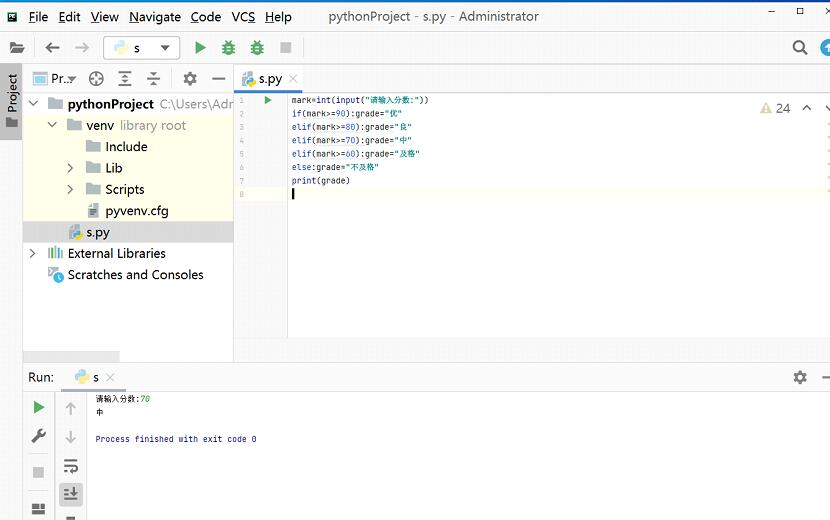 File Edit View Navigate Code VCS Help pythonProject - s.py - Administrator
s
Project
Pr..
s.py
pythonProject C:\Users\Adr
venv library root
Include
Lib
Scripts
pyvenv.cfg
s.py
External Libraries
Scratches and Consoles
1 mark=int(input("请输入分数:"))
2 if(mark>=90):grade="优"
3 elif(mark>=80):grade="良"
4 elif(mark>=70):grade="中"
5 elif(mark>=60):grade="及格"
6 else:grade="不及格"
7 print(grade)
8
24
Run: s
请输入分数:70
中
Process finished with exit code 0